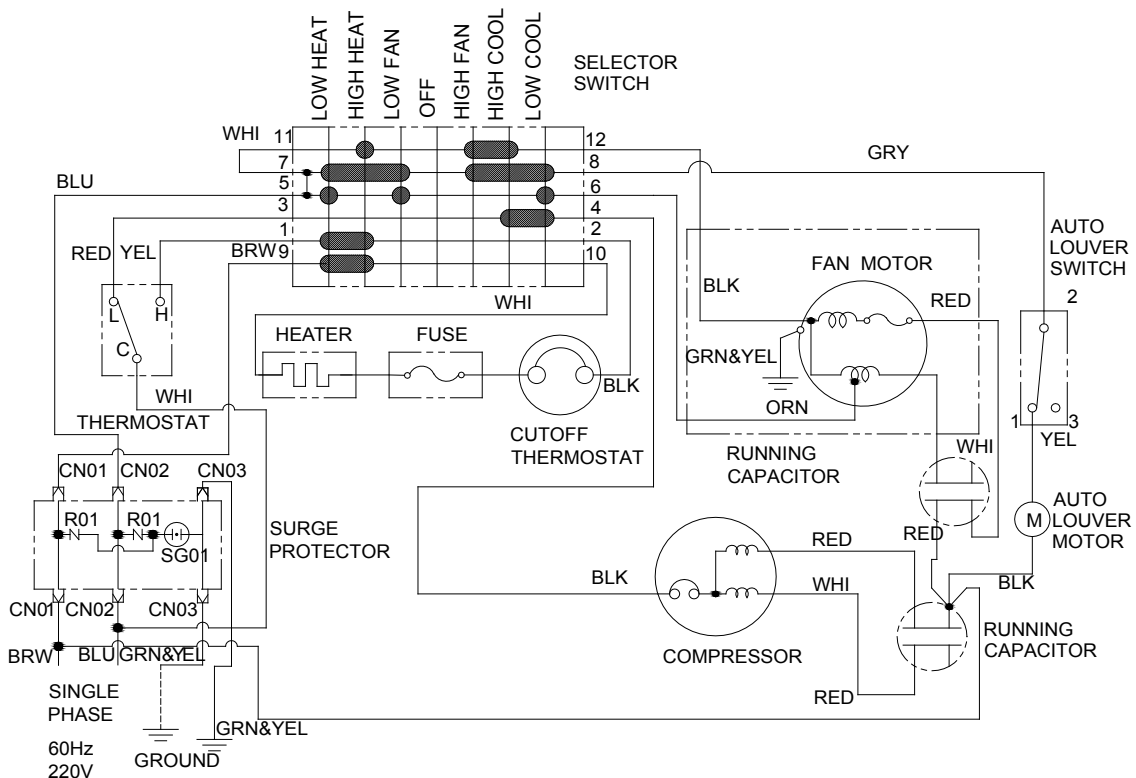 LOW HEAT
HIGH HEAT
LOW FAN
OFF
HIGH FAN
HIGH COOL
LOW COOL
SELECTOR
SWITCH
WHI
11
12
7
8
GRY
BLU
5
6
3
4
1
2
RED
YEL
BRW
9
10
WHI
L
H
C
WHI
THERMOSTAT
HEATER
FUSE
BLK
CUTOFF
THERMOSTAT
FAN MOTOR
BLK
RED
GRN&YEL
ORN
RUNNING
CAPACITOR
WHI
AUTO
LOUVER
SWITCH
2
1
3
YEL
AUTO
LOUVER
MOTOR
M
RED
BLK
CN01
CN02
CN03
R01
R01
SG01
SURGE
PROTECTOR
CN01
CN02
CN03
BRW
BLU
GRN&YEL
SINGLE
PHASE
60Hz
220V
GROUND
GRN&YEL
BLK
RED
WHI
COMPRESSOR
RED
RUNNING
CAPACITOR